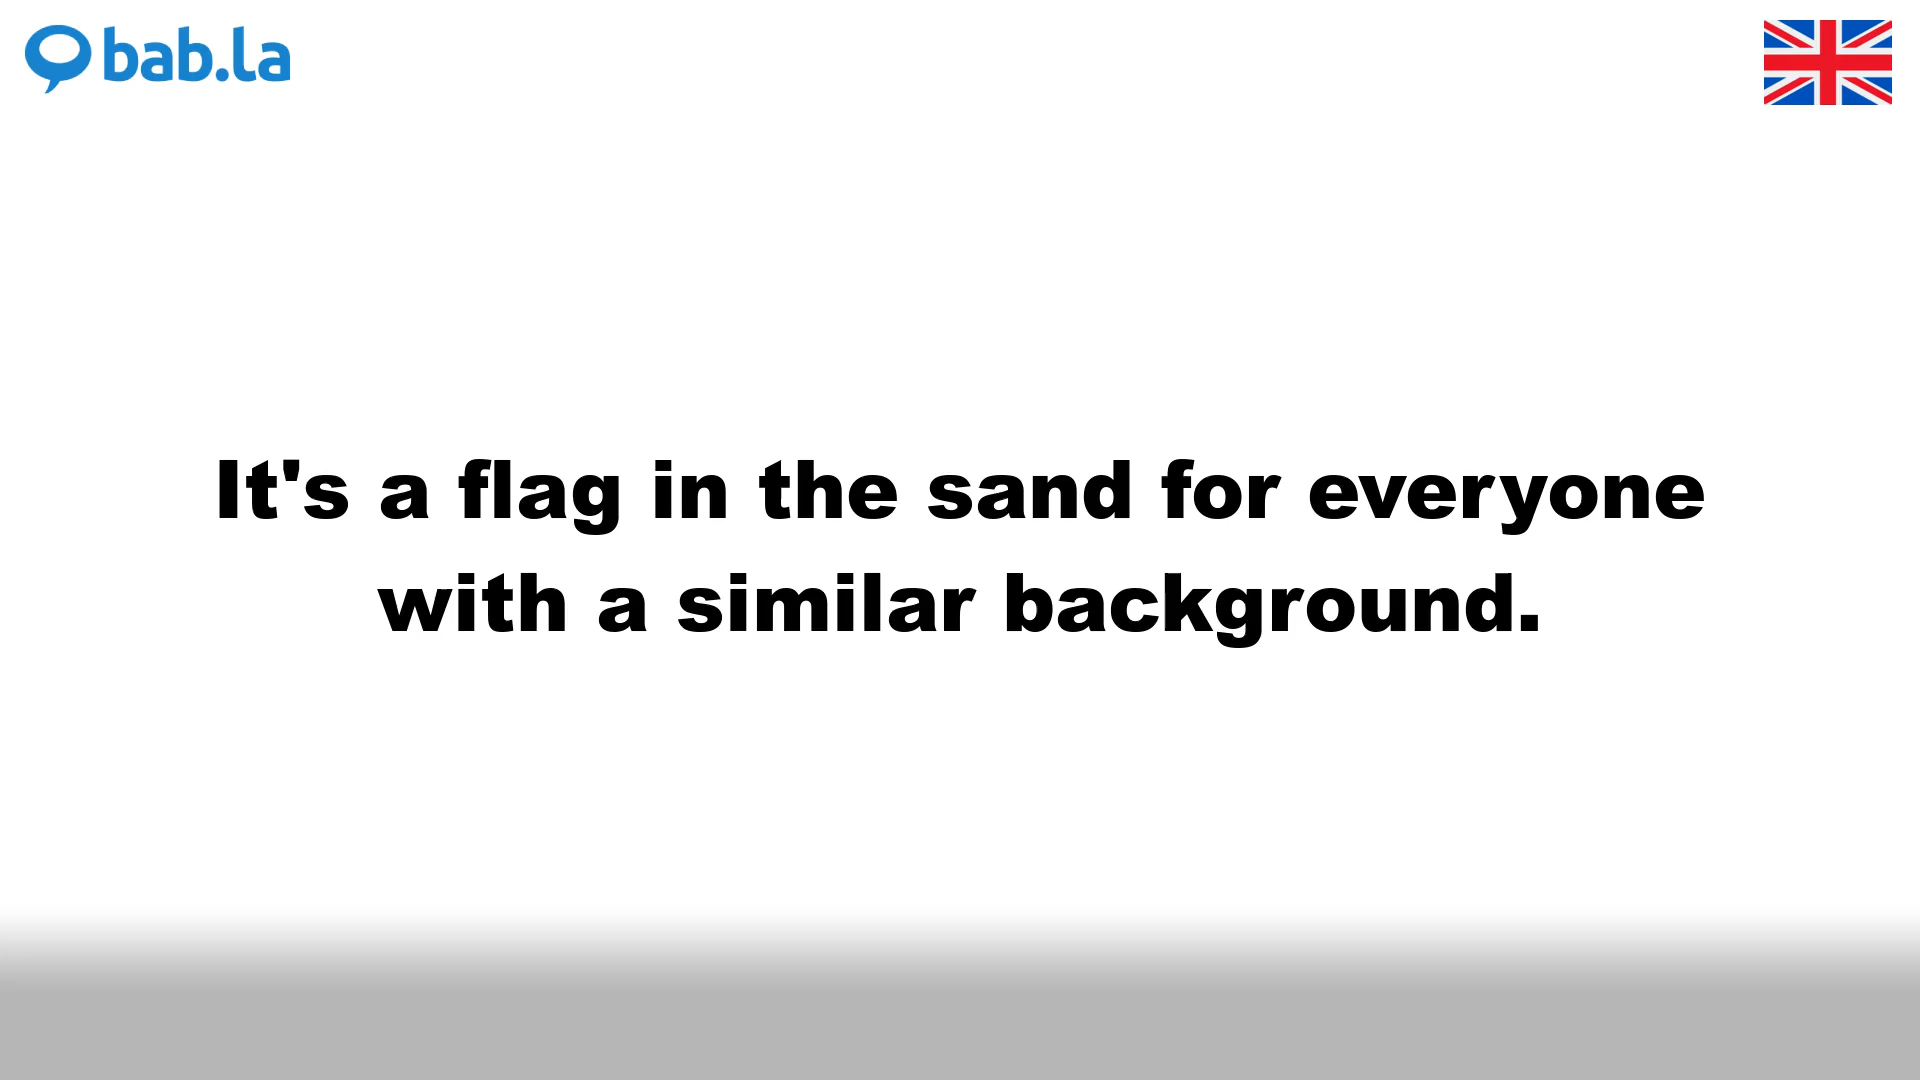 bab.la
It's a flag in the sand for everyone
with a similar background.